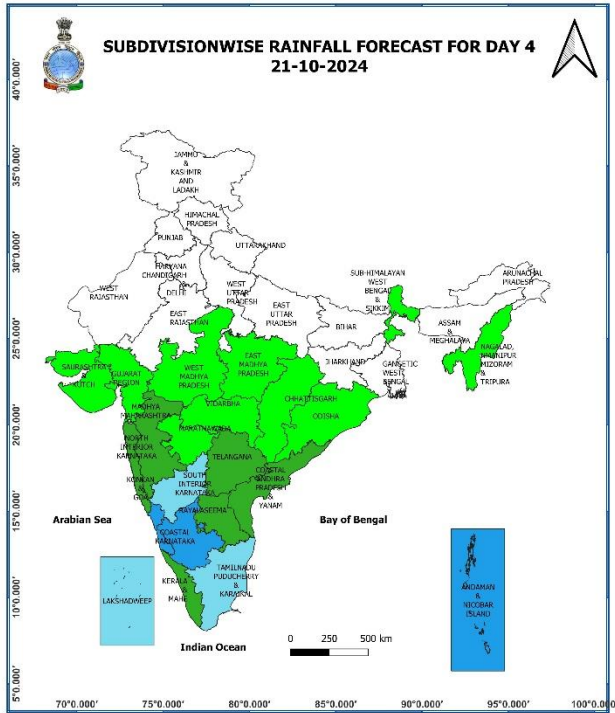 SUBDIVISIONWISE RAINFALL FORECAST FOR DAY 4
21-10-2024
40°0.000'
35°0.000'
30°0.000'
25°0.000'
20°0.000'
15°0.000'
10°0.000'
5°0.000'
JAMMO
&
KASHMIR
AND
LADAKH
HIMACHAL
PRADESH
PUNJAB
UTTARAKHAND
HARYANA
CHANDIGARH
&
DELHI
WEST
RAJASTHAN
WEST
UTTAR
PRADESH
EAST
RAJASTHAN
EAST
UTTAR
PRADESH
SUB-HIMALAYAN
WEST
BENGAL
&
SIKKIM
ARUNACHAL
PRADESH
BIHAR
ASSAM
&
MEGHALAYA
NAGALAD,
MANIPUR
MIZORAM
&
TRIPURA
JHARKHAND
GANGETIC
WEST
BENGAL
SAURASHTRA
&
KUTCH
GUJARAT
REGION
WEST
MADHYA
PRADESH
EAST
MADHYA
PRADESH
CHHATTISGARH
VIDARBHA
ODISHA
MADHYA
MAHARASHTRA
MARATHAWADA
NORTH
INTERIOR
KARNATAKA
TELANGANA
SOUTH
INTERIOR
KARNATAKA
COASTAL
ANDHRA
PRADESH
&
YANAM
KONKAN
&
GOA
RAYALASEEMA
Arabian Sea
Bay of Bengal
COASTAL
KARNATAKA
TAMILNADU
PUDUCHERRY
&
KARAIKAL
KERALA
&
MAHE
LAKSHADWEEP
ANDAMAN
&
NICOBAR
ISLAND
Indian Ocean
0 250 500 km
70°0.000' 75°0.000' 80°0.000' 85°0.000' 90°0.000' 95°0.000' 100°0.00